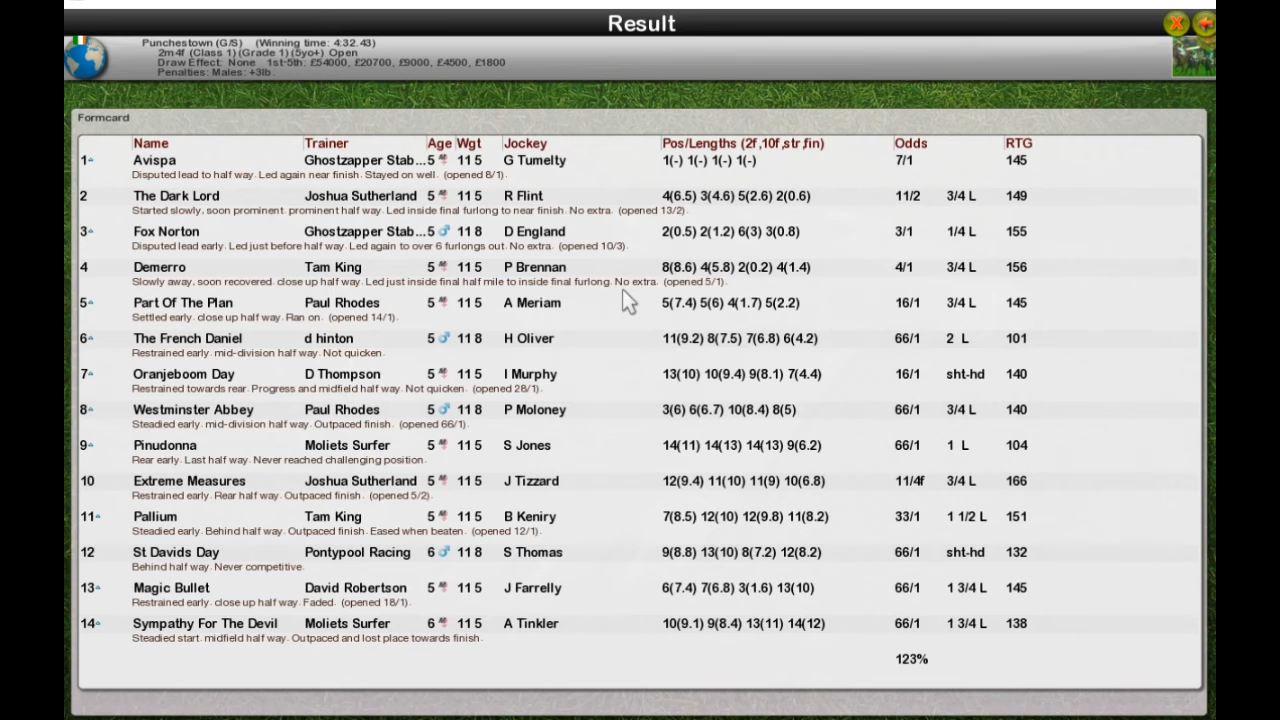 Result
Punchestown (G/S) (Winning time: 4:32.43)
2m4f (Class 1) (Grade 1) (5yo+) Open
Draw Effect: None 1st-5th: £54000, £20700, £9000, £4500, £1800
Penalties: Males: +3lb.
Formcard
Name Trainer Age Wgt Jockey Pos/Lengths (2f,10f,str,fin) Odds RTG
1 Avispa Ghostzapper Stab... 5 11 5 G Tumelty 1(-) 1(-) 1(-) 1(-) 7/1 145
Disputed lead to half way. Led again near finish. Stayed on well. (opened 8/1).
2 The Dark Lord Joshua Sutherland 5 11 5 R Flint 4(6.5) 3(4.6) 5(2.6) 2(0.6) 11/2 3/4 L 149
Started slowly, soon prominent. prominent half way. Led inside final furlong to near finish. No extra. (opened 13/2).
3 Fox Norton Ghostzapper Stab... 5 11 8 D England 2(0.5) 2(1.2) 6(3) 3(0.8) 3/1 1/4 L 155
Disputed lead early. Led just before half way. Led again to over 6 furlongs out. No extra. (opened 10/3).
4 Demerro Tam King 5 11 5 P Brennan 8(8.6) 4(5.8) 2(0.2) 4(1.4) 4/1 3/4 L 156
Slowly away, soon recovered. close up half way. Led just inside final half mile to inside final furlong. No extra. (opened 5/1).
5 Part Of The Plan Paul Rhodes 5 11 5 A Meriam 5(7.4) 5(6) 4(1.7) 5(2.2) 16/1 3/4 L 145
Settled early. close up half way. Ran on. (opened 14/1).
6 The French Daniel d hinton 5 11 8 H Oliver 11(9.2) 8(7.5) 7(6.8) 6(4.2) 66/1 2 L 101
Restrained early. mid-division half way. Not quicken.
7 Oranjeboom Day D Thompson 5 11 5 I Murphy 13(10) 10(9.4) 9(8.1) 7(4.4) 16/1 sht-hd 140
Restrained towards rear. Progress and midfield half way. Not quicken. (opened 28/1).
8 Westminster Abbey Paul Rhodes 5 11 8 P Moloney 3(6) 6(6.7) 10(8.4) 8(5) 66/1 3/4 L 140
Steadied early. mid-division half way. Outpaced finish. (opened 66/1).
9 Pinudonna Moliets Surfer 5 11 5 S Jones 14(11) 14(13) 14(13) 9(6.2) 66/1 1 L 104
Rear early. Last half way. Never reached challenging position.
10 Extreme Measures Joshua Sutherland 5 11 5 J Tizzard 12(9.4) 11(10) 11(9) 10(6.8) 11/4f 3/4 L 166
Restrained early. Rear half way. Outpaced finish. (opened 5/2).
11 Pallium Tam King 5 11 5 B Keniry 7(8.5) 12(10) 12(9.8) 11(8.2) 33/1 1 1/2 L 151
Steadied early. Behind half way. Outpaced finish. Eased when beaten. (opened 12/1).
12 St Davids Day Pontypool Racing 6 11 8 S Thomas 9(8.8) 13(10) 8(7.2) 12(8.2) 66/1 sht-hd 132
Behind half way. Never competitive.
13 Magic Bullet David Robertson 5 11 5 J Farrelly 6(7.4) 7(6.8) 3(1.6) 13(10) 66/1 1 3/4 L 145
Restrained early. close up half way. Faded. (opened 18/1).
14 Sympathy For The Devil Moliets Surfer 6 11 5 A Tinkler 10(9.1) 9(8.4) 13(11) 14(12) 66/1 1 3/4 L 138
Steadied start. midfield half way. Outpaced and lost place towards finish.
123%